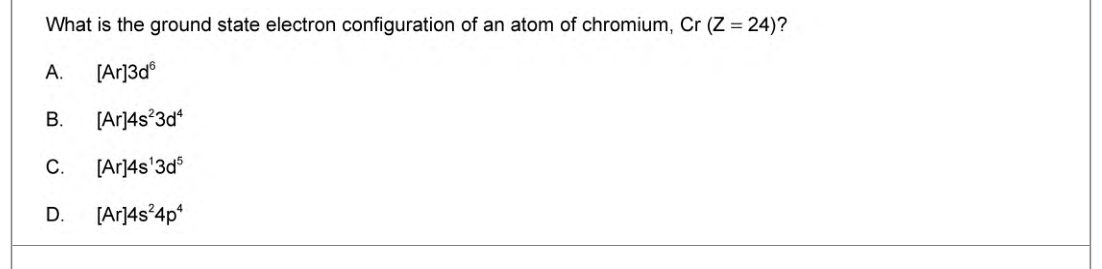 What is the ground state electron configuration of an atom of chromium, Cr (Z = 24)?
A. [Ar]3d⁶
B. [Ar]4s²3d⁴
C. [Ar]4s¹3d⁵
D. [Ar]4s²4p⁴